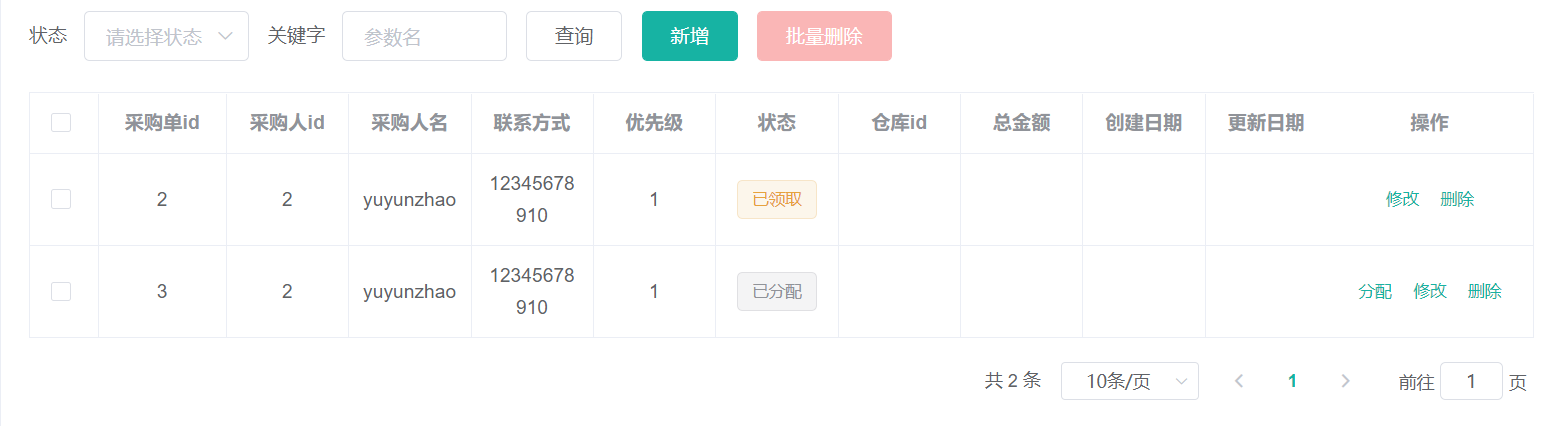 状态 请选择状态 关键字 参数名 查询 新增 批量删除
采购单id 采购人id 采购人名 联系方式 优先级 状态 仓库id 总金额 创建日期 更新日期 操作
2 2 yuyunzhao 12345678910 1 已领取 修改 删除
3 2 yuyunzhao 12345678910 1 已分配 分配 修改 删除
共 2 条 10条/页 1 前往 1 页